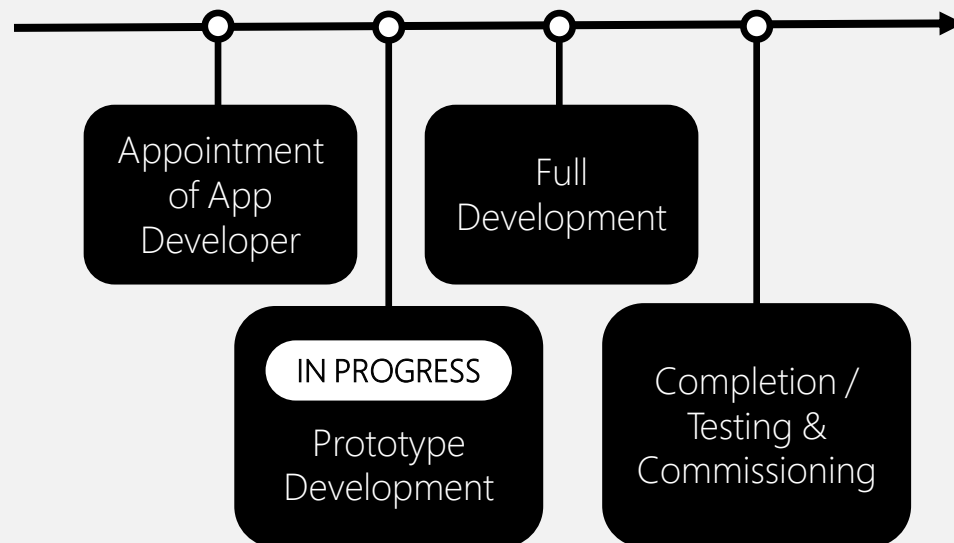 Appointment
of App
Developer
IN PROGRESS
Prototype
Development
Full
Development
Completion /
Testing &
Commissioning